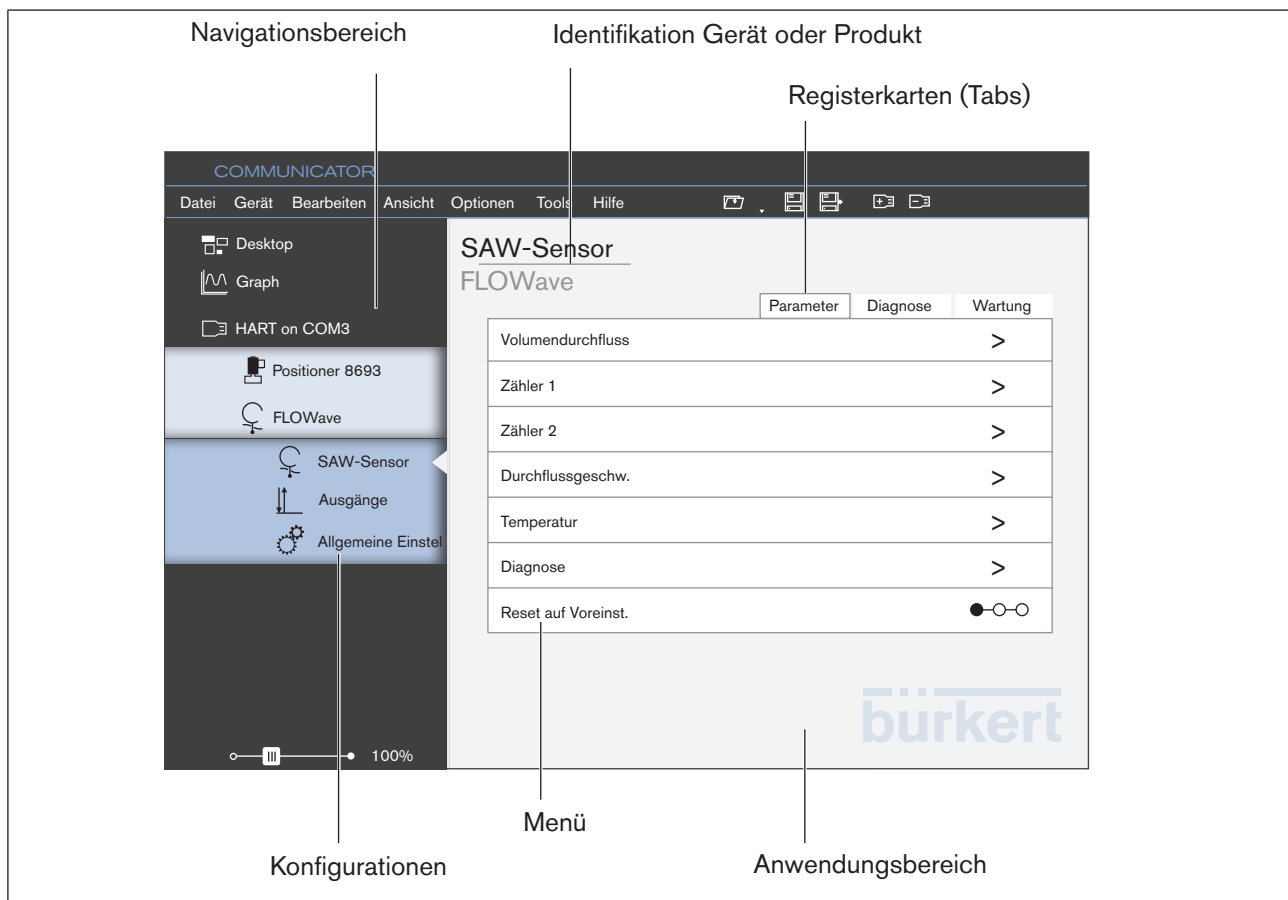 Navigationsbereich
Identifikation Gerät oder Produkt
Registerkarten (Tabs)
COMMUNICATOR
Datei Gerät Bearbeiten Ansicht Optionen Tools Hilfe
Desktop
Graph
HART on COM3
Positioner 8693
FLOWave
SAW-Sensor
Ausgänge
Allgemeine Einstel
100%
SAW-Sensor
FLOWave
Parameter Diagnose Wartung
Volumendurchfluss >
Zähler 1 >
Zähler 2 >
Durchflussgeschw. >
Temperatur >
Diagnose >
Reset auf Voreinst.
bürkert
Menü
Konfigurationen
Anwendungsbereich